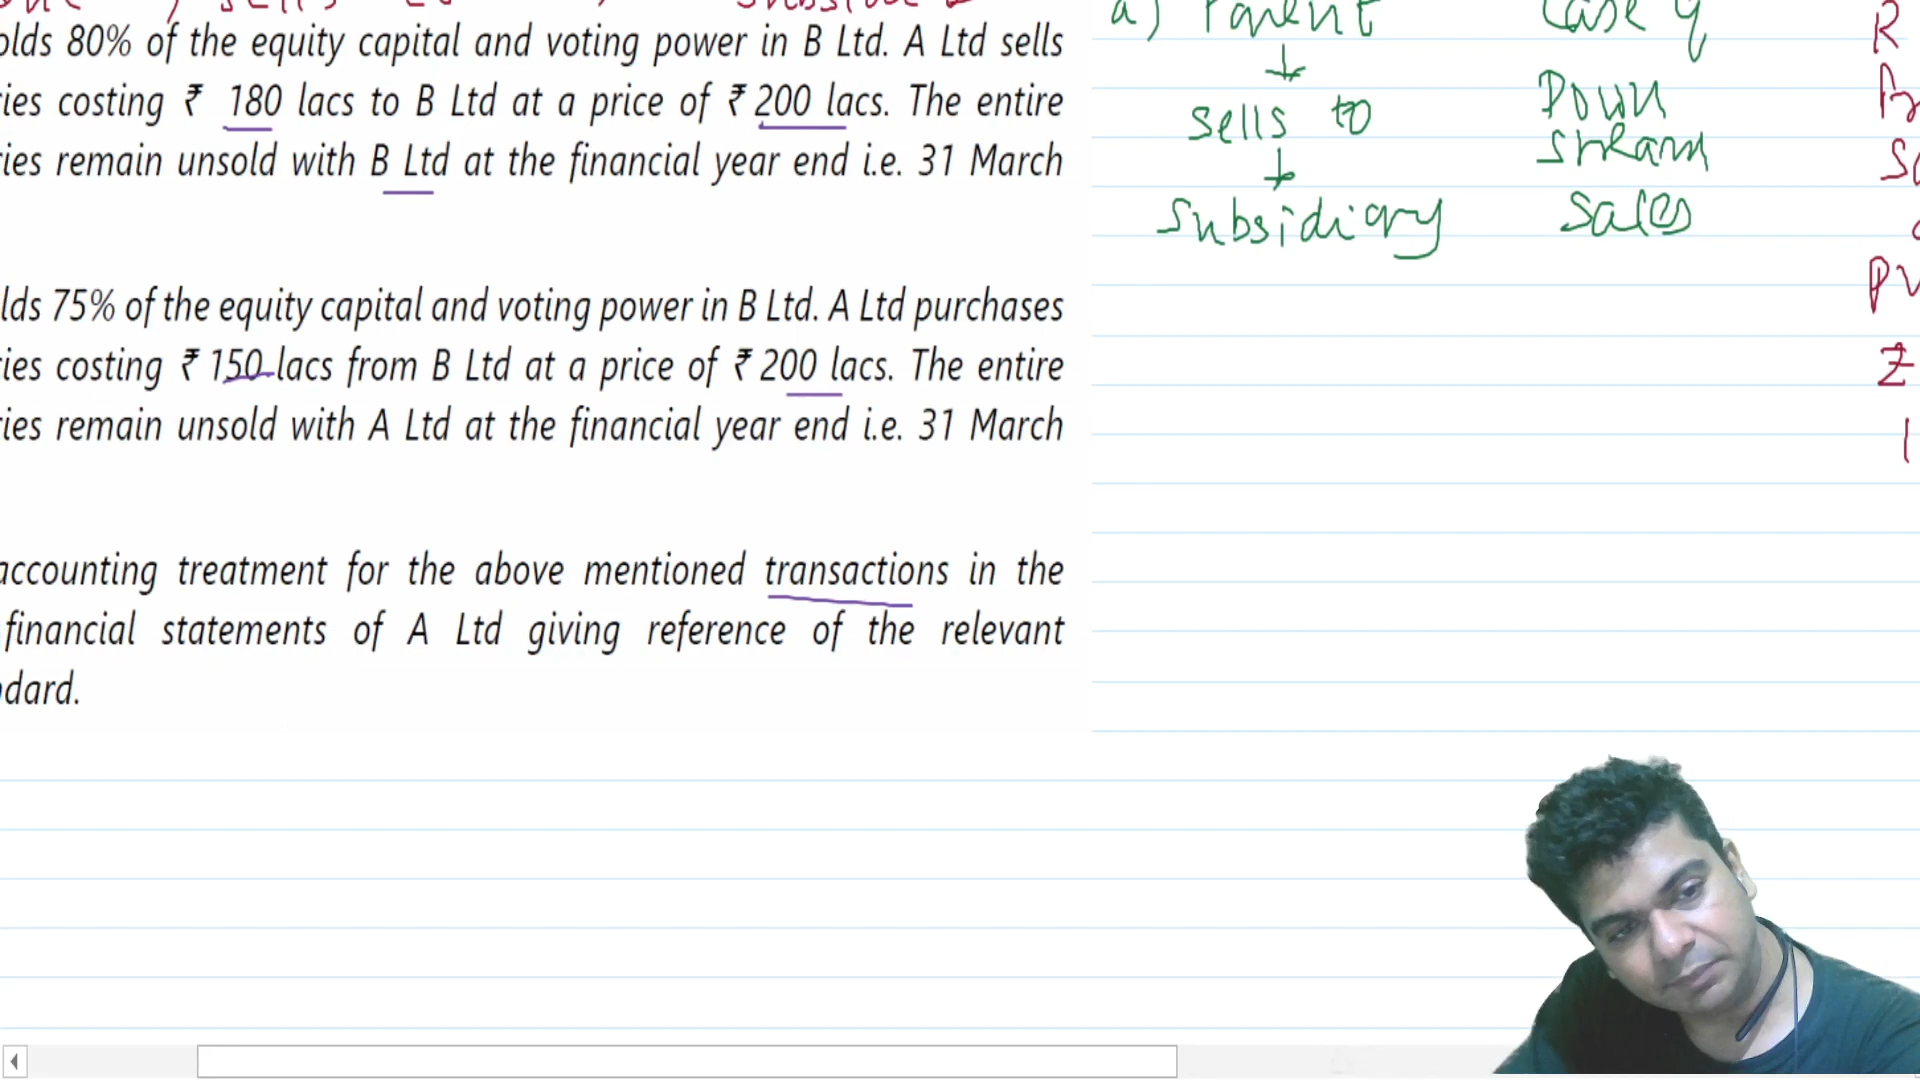 olds 80% of the equity capital and voting power in B Ltd. A Ltd sells
ries costing ₹ 180 lacs to B Ltd at a price of ₹ 200 lacs. The entire
ries remain unsold with B Ltd at the financial year end i.e. 31 March
lds 75% of the equity capital and voting power in B Ltd. A Ltd purchases
ries costing ₹ 150 lacs from B Ltd at a price of ₹ 200 lacs. The entire
ries remain unsold with A Ltd at the financial year end i.e. 31 March
accounting treatment for the above mentioned transactions in the
financial statements of A Ltd giving reference of the relevant
dard.
a) Parent
sells to
subsidiary
Case of
Down
stream
sales
R